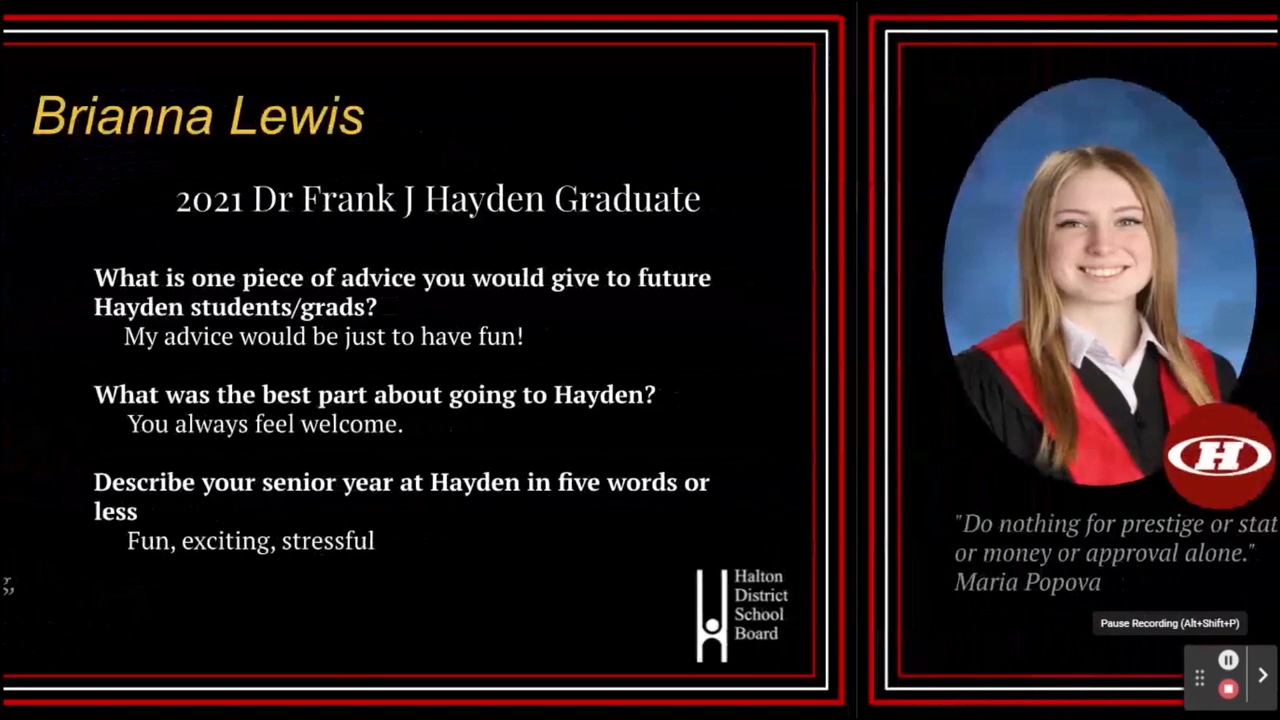 Brianna Lewis
2021 Dr Frank J Hayden Graduate
What is one piece of advice you would give to future
Hayden students/grads?
My advice would be just to have fun!
What was the best part about going to Hayden?
You always feel welcome.
Describe your senior year at Hayden in five words or
less
Fun, exciting, stressful
Halton
District
School
Board
H
"Do nothing for prestige or stat
or money or approval alone."
Maria Popova
Pause Recording (Alt+Shift+P)